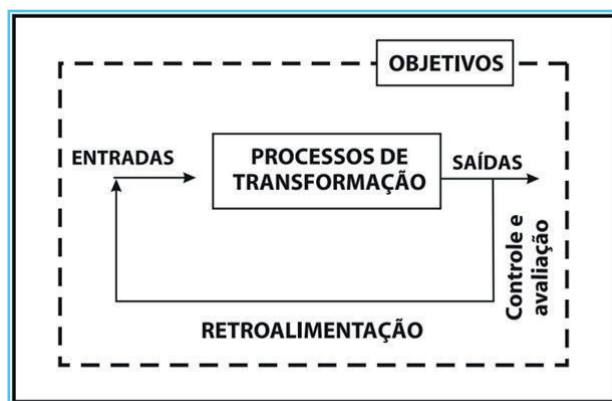 OBJETIVOS
ENTRADAS
PROCESSOS DE
TRANSFORMAÇÃO
SAÍDAS
Controle e
avaliação
RETROALIMENTAÇÃO